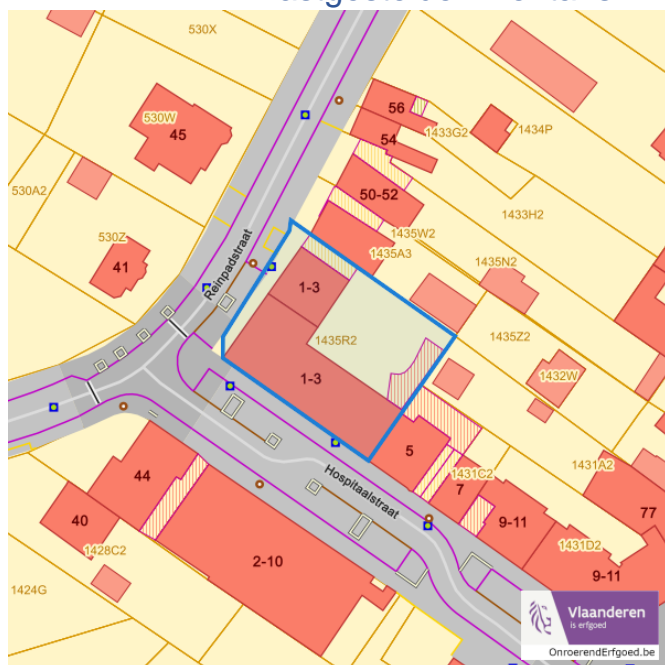 530X
56
1433G2
1434P
530W
45
54
50-52
1433H2
530A2
1435W2
530Z
1435A3
1435N2
41
Reinpadstraat
1-3
1435R2
1435Z2
1-3
1432W
5
1431C2
1431A2
44
Hospitaalstraat
7
77
40
9-11
1428C2
1431D2
2-10
9-11
1424G
Vlaanderen
is erfgoed
OnroerendErfgoed.be